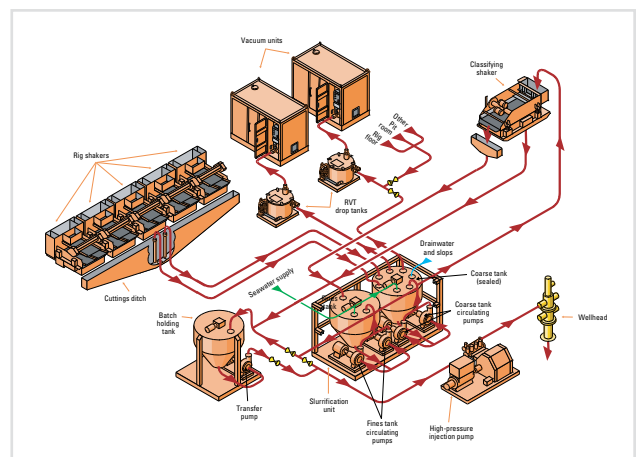 Vacuum units
Classifying
shaker
Other
Pit
room
Rig
floor
Rig shakers
RVT
drop tanks
Drainwater
and slops
Seawater supply
Fines
tank
Coarse tank
(sealed)
Cuttings ditch
Coarse tank
circulating
pumps
Batch
holding
tank
Wellhead
Transfer
pump
Slurrification
unit
Fines tank
circulating
pumps
High-pressure
injection pump